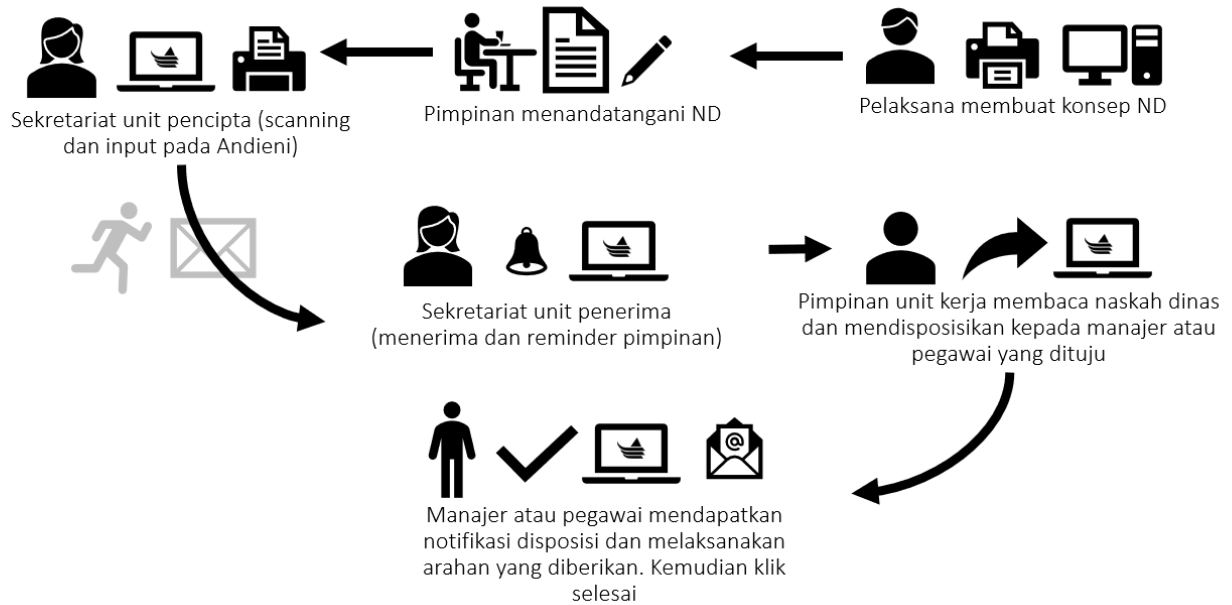 Sekretariat unit pencipta (scanning
dan input pada Andieni)
Pimpinan menandatangani ND
Pelaksana membuat konsep ND
Sekretariat unit penerima
(menerima dan reminder pimpinan)
Pimpinan unit kerja membaca naskah dinas
dan mendisposisikan kepada manajer atau
pegawai yang dituju
@
Manajer atau pegawai mendapatkan
notifikasi disposisi dan melaksanakan
arahan yang diberikan. Kemudian klik
selesai